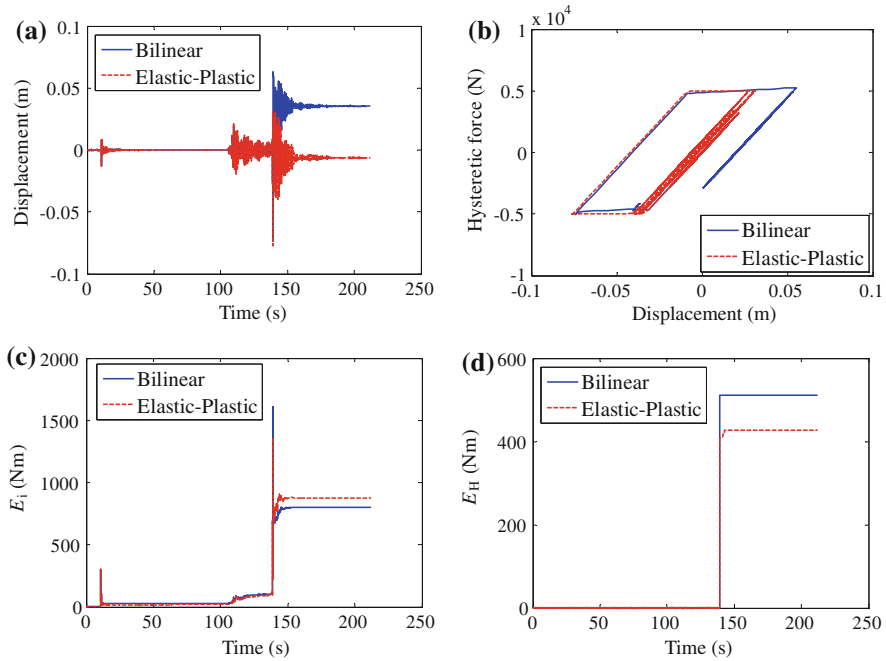 (a)
0.1
0.05
0
-0.05
-0.1
Displacement (m)
Bilinear
Elastic-Plastic
0 50 100 150 200 250
Time (s)
(b)
1 x 10⁴
0.5
0
-0.5
-1
Hysteretic force (N)
Bilinear
Elastic-Plastic
-0.1 -0.05 0 0.05 0.1
Displacement (m)
(c)
2000
1500
1000
500
0
Eᵢ (Nm)
Bilinear
Elastic-Plastic
0 50 100 150 200 250
Time (s)
(d)
600
400
200
0
E_H (Nm)
Bilinear
Elastic-Plastic
0 50 100 150 200 250
Time (s)